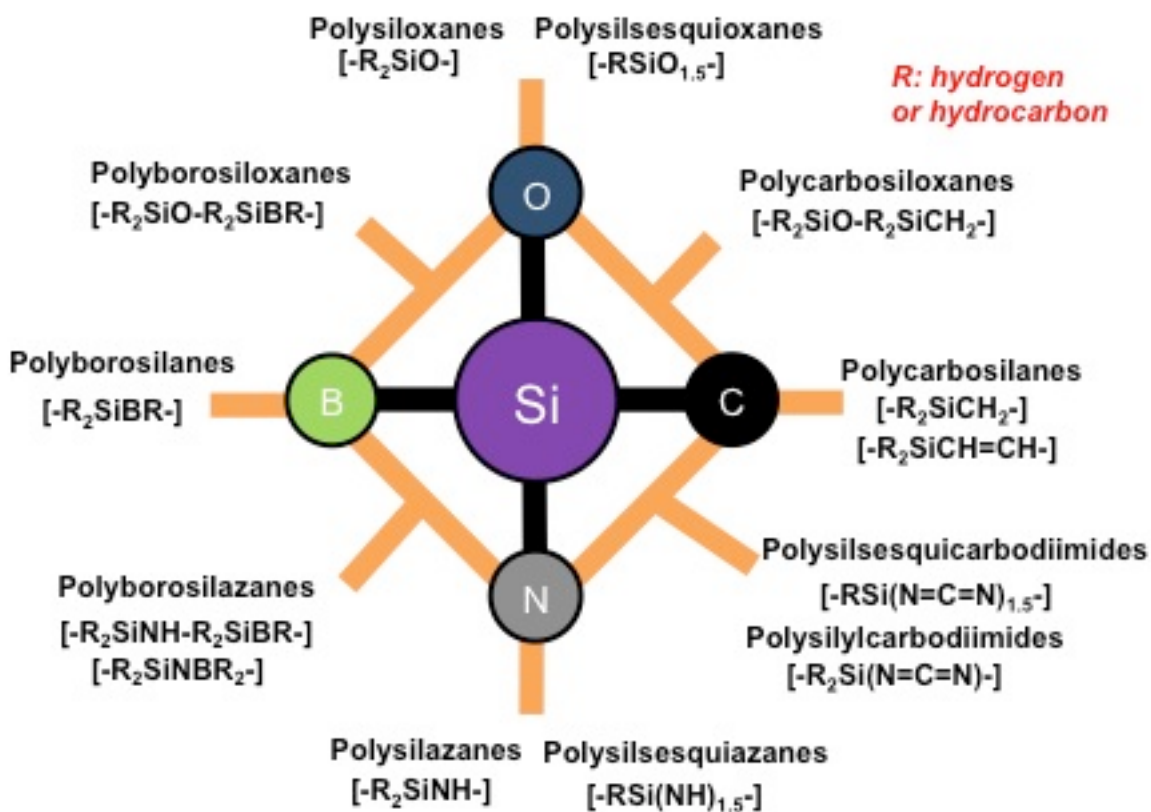 Polysiloxanes
[-R₂SiO-]
Polysilsesquioxanes
[-RSiO₁.₅-]
R: hydrogen
or hydrocarbon
Polyborosiloxanes
[-R₂SiO-R₂SiBR-]
O
Polycarbosiloxanes
[-R₂SiO-R₂SiCH₂-]
Polyborosilanes
[-R₂SiBR-]
B
Si
C
Polycarbosilanes
[-R₂SiCH₂-]
[-R₂SiCH=CH-]
Polyborosilazanes
[-R₂SiNH-R₂SiBR-]
[-R₂SiNBR₂-]
N
Polysilsesquicarbodiimides
[-RSi(N=C=N)₁.₅-]
Polysilylcarbodiimides
[-R₂Si(N=C=N)-]
Polysilazanes
[-R₂SiNH-]
Polysilsesquiazanes
[-RSi(NH)₁.₅-]